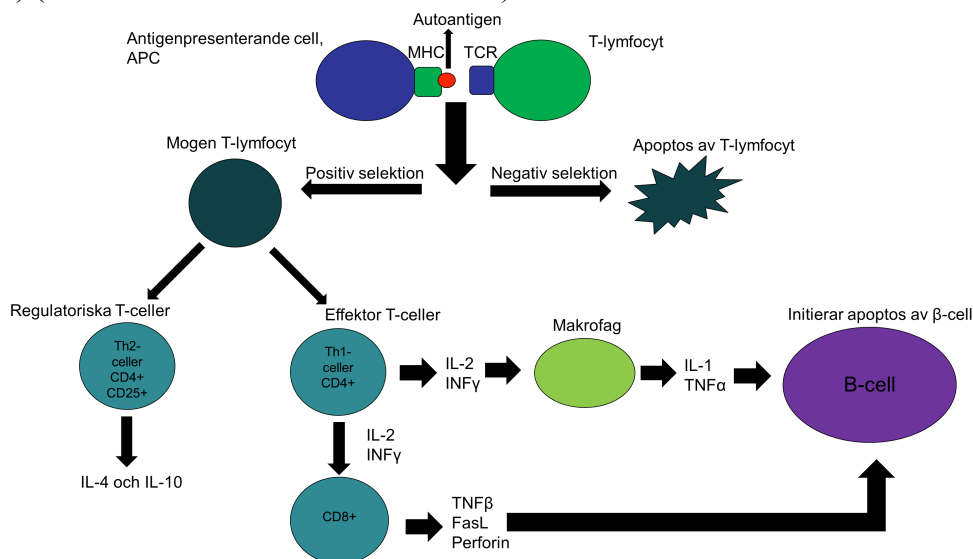 Autoantigen
Antigenpresenterande cell,
APC
MHC
TCR
T-lymfocyt
Mogen T-lymfocyt
Positiv selektion
Negativ selektion
Apoptos av T-lymfocyt
Regulatoriska T-celler
Th2-
celler
CD4+
CD25+
IL-4 och IL-10
Effektor T-celler
Th1-
celler
CD4+
IL-2
INFγ
Makrofag
IL-1
TNFα
Initierar apoptos av β-cell
B-cell
IL-2
INFγ
CD8+
TNFβ
FasL
Perforin